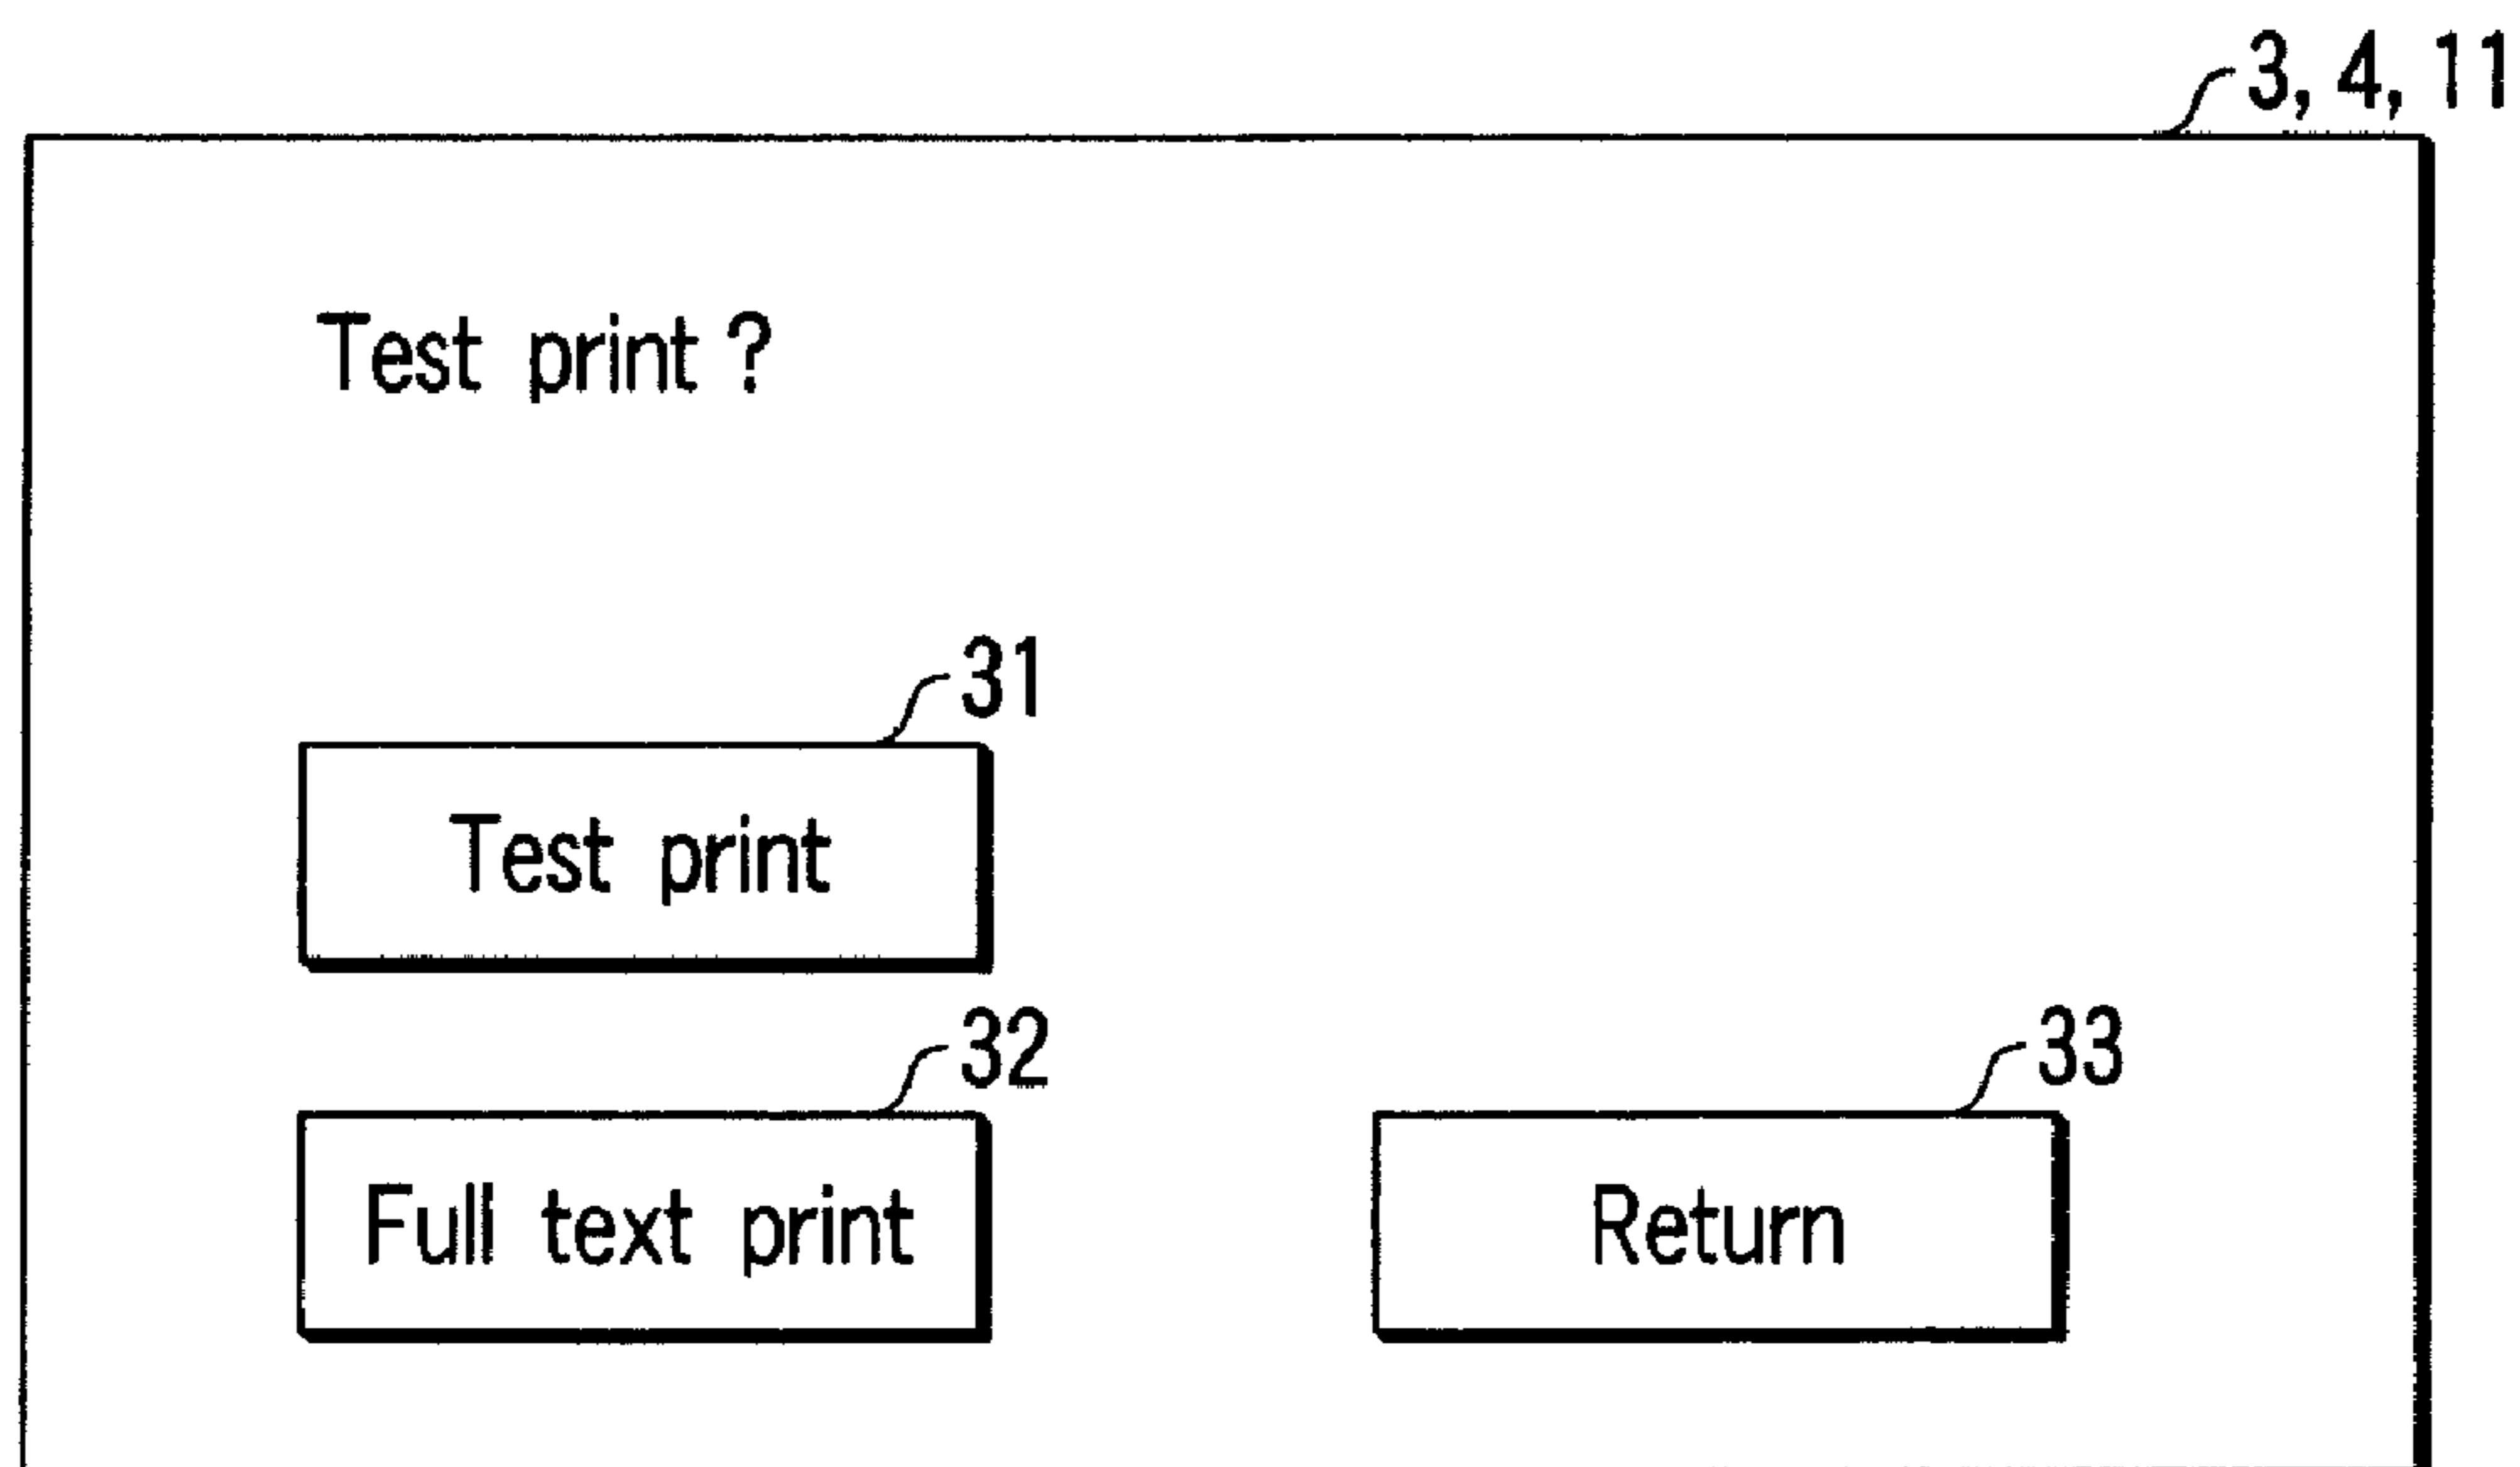 3, 4, 11
Test print ?
31
Test print
32
33
Full text print
Return